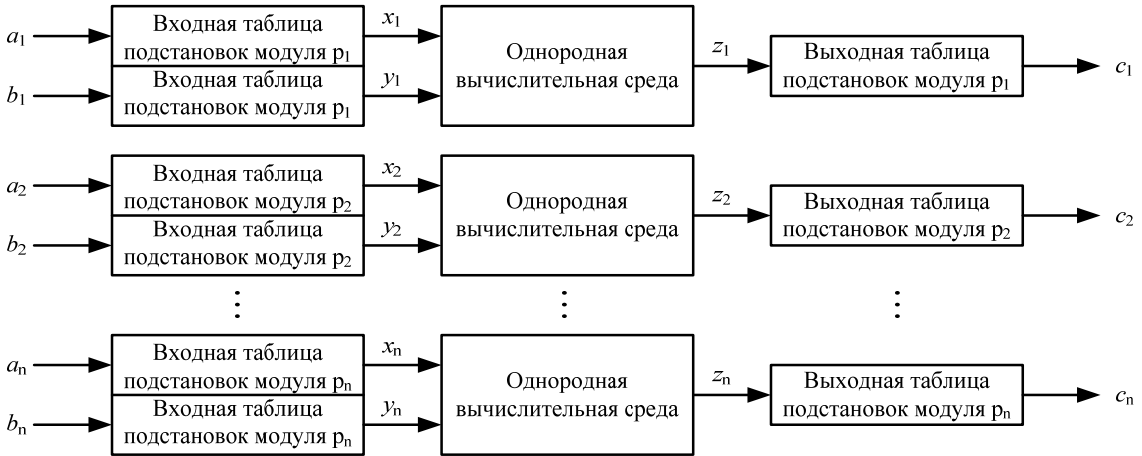 a1
Входная таблица
подстановок модуля p1
x1
b1
Входная таблица
подстановок модуля p1
y1
Однородная
вычислительная среда
z1
Выходная таблица
подстановок модуля p1
c1
a2
Входная таблица
подстановок модуля p2
x2
b2
Входная таблица
подстановок модуля p2
y2
Однородная
вычислительная среда
z2
Выходная таблица
подстановок модуля p2
c2
an
Входная таблица
подстановок модуля pn
xn
bn
Входная таблица
подстановок модуля pn
yn
Однородная
вычислительная среда
zn
Выходная таблица
подстановок модуля pn
cn